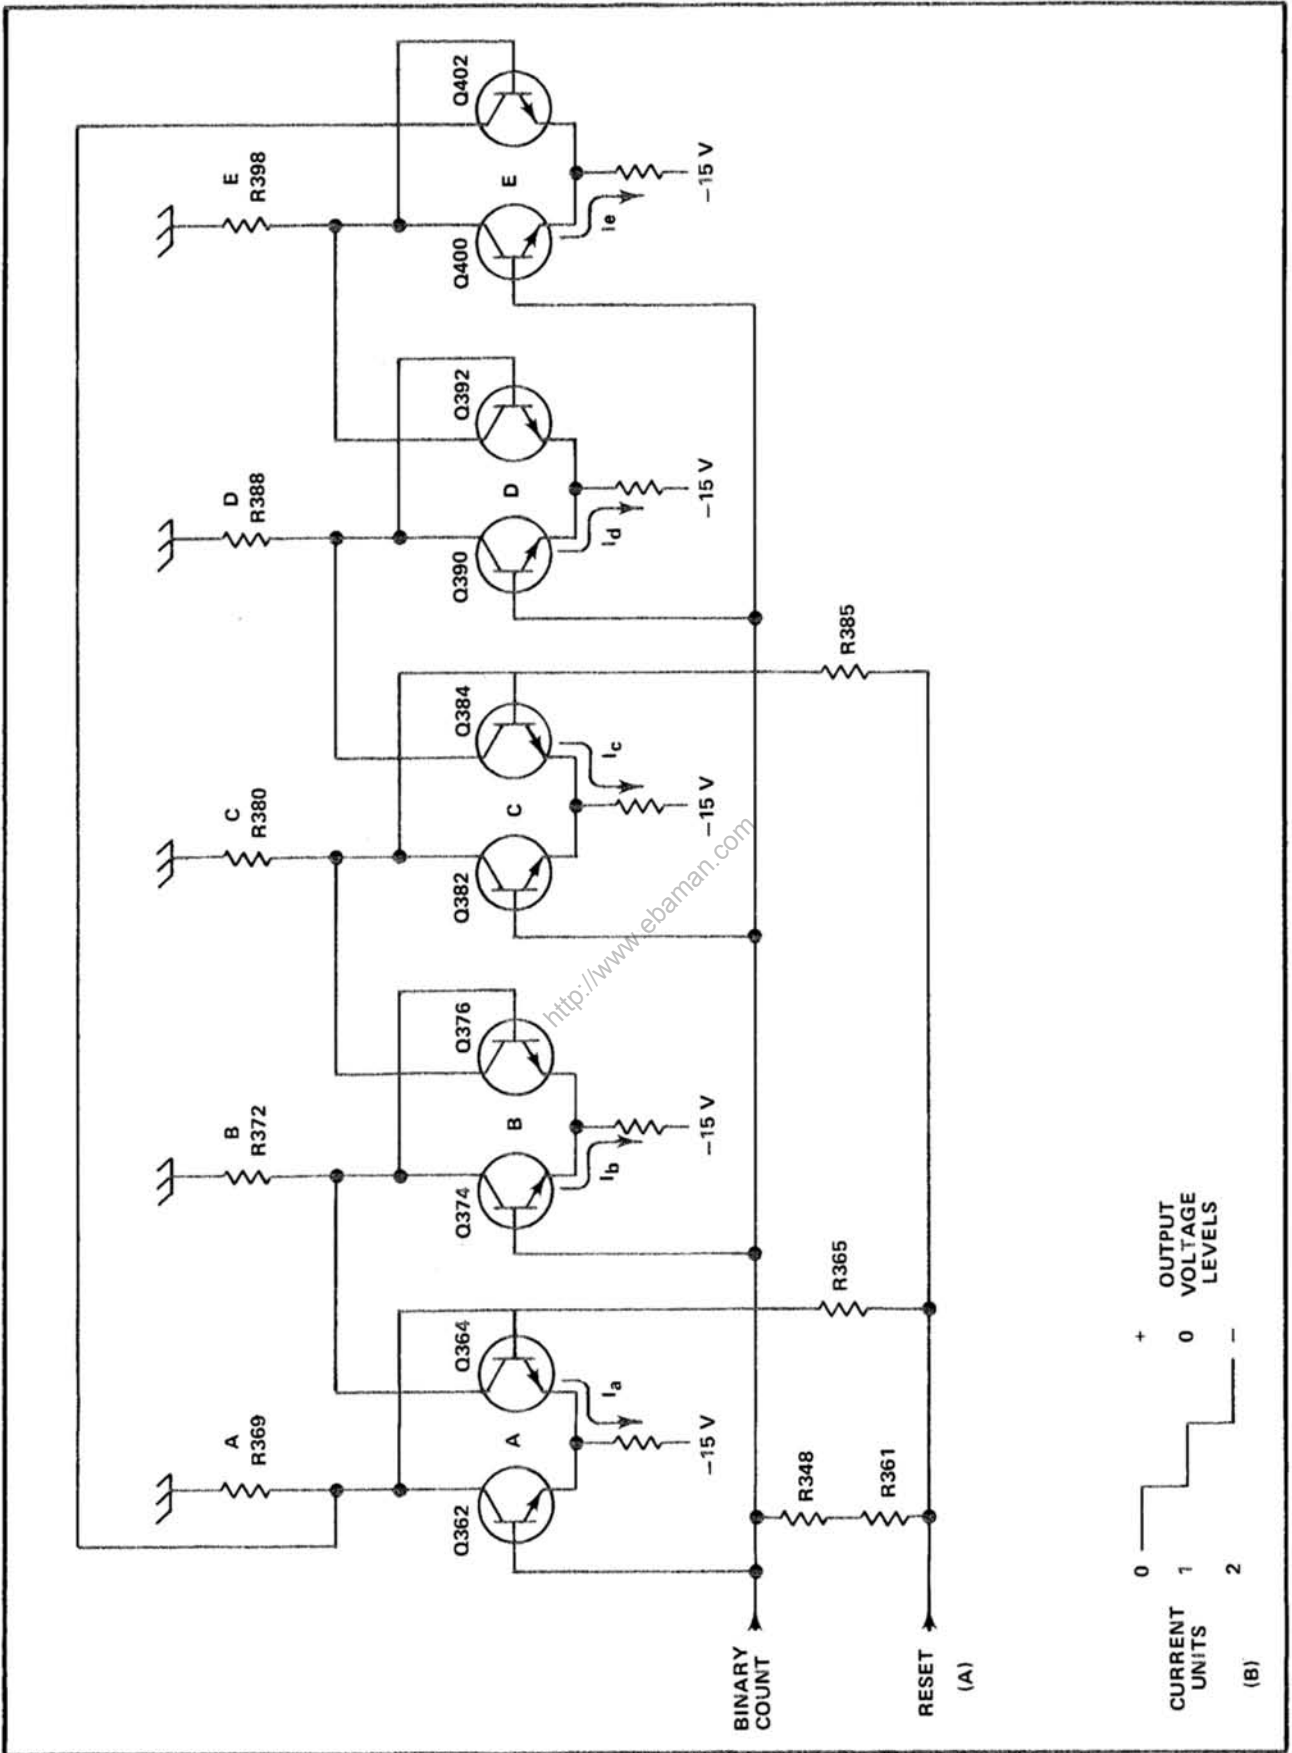 A
R369
B
R372
C
R380
D
R388
E
R398
Q362
A
Q364
Q374
B
Q376
Q382
C
Q384
Q390
D
Q392
Q400
E
Q402
Ia
Ib
Ic
Id
Ie
−15 V
−15 V
−15 V
−15 V
−15 V
BINARY
COUNT
R348
R361
R365
R385
RESET
(A)
CURRENT
UNITS
0
1
2
+
0
−
OUTPUT
VOLTAGE
LEVELS
(B)
http://www.ebaman.com